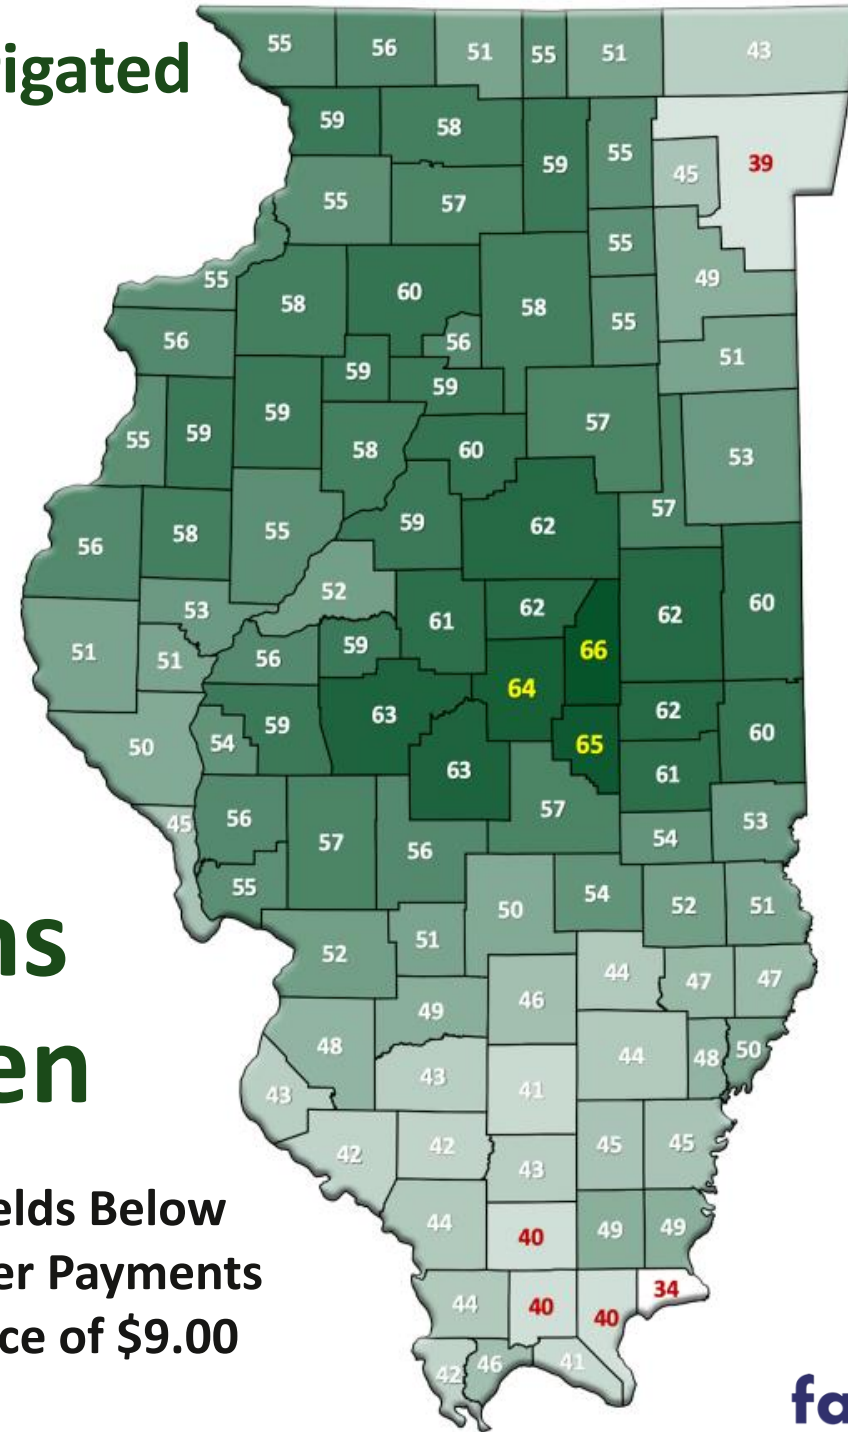 55 56 51 55 51 43
rigated
59 58 59 55 45 39
55 57
55
55 58 60 58 49
56 56 55
59 59 51
55 59 59 58 60 57 53
56 58 55 59 62 57
52
53 61 62 62 60
51 51 56 59 66
64
59 63 62
50 54 65 60
63 61
45 56 57 56 57 54 53
55
50 54 52 51
ns
52 51
44 47 47
46
49
48 44 48 50
en
43 43 41
42 42 43 45 45
elds Below
44 40 49 49
er Payments
44 40 40 34
ce of $9.00
42 46 41
fa